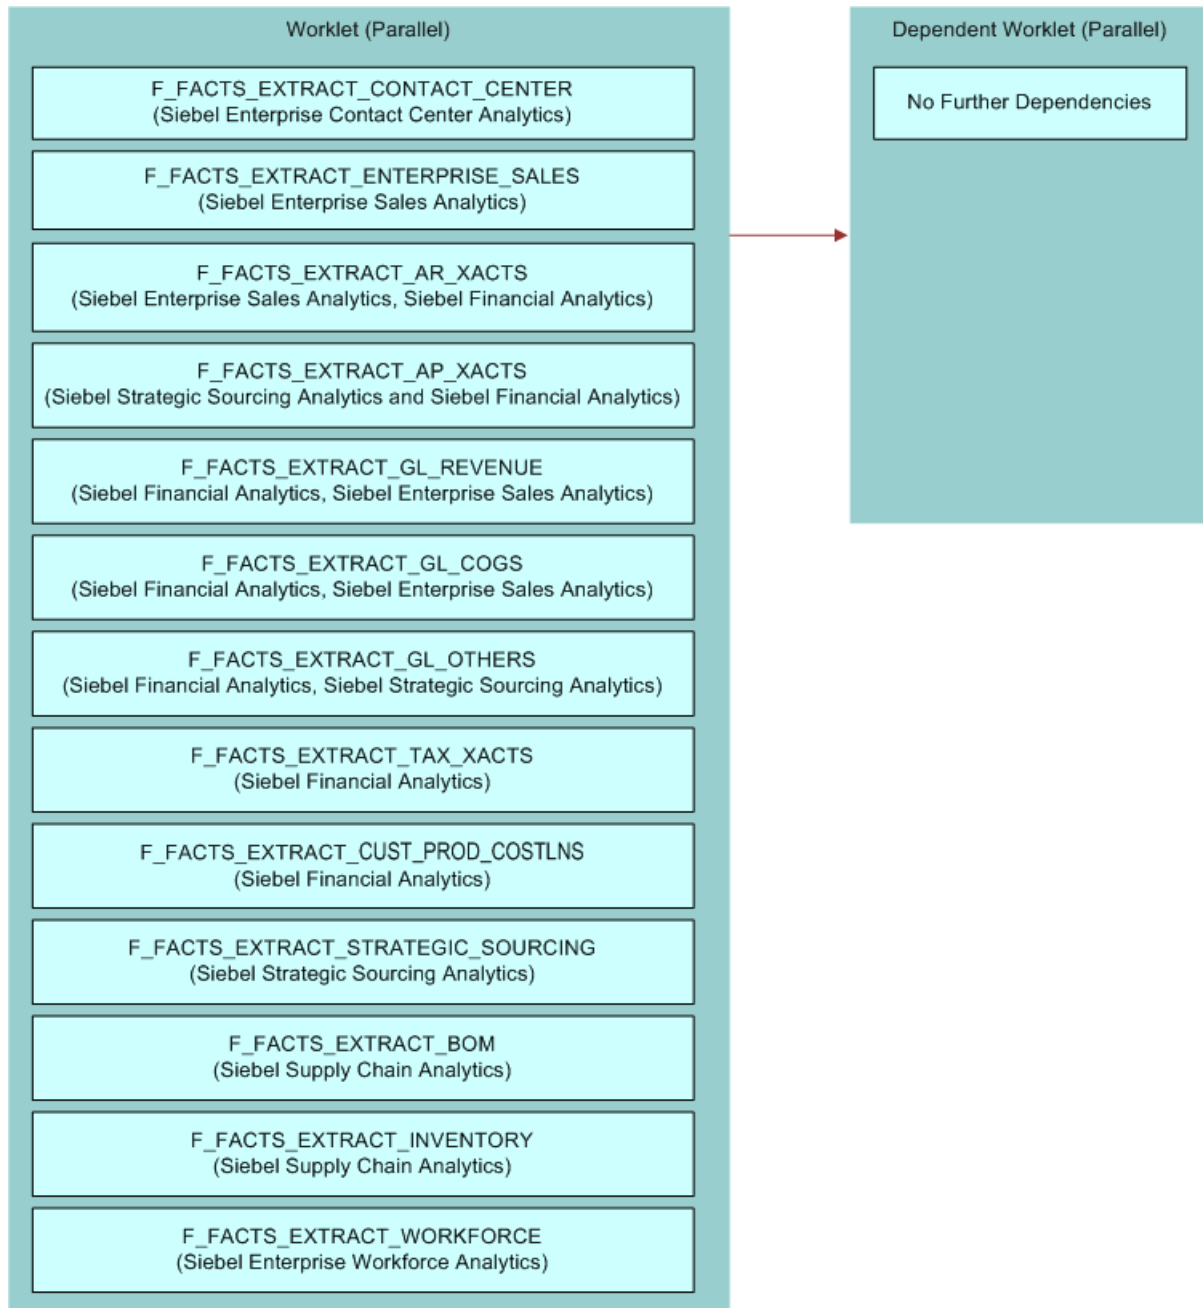 Worklet (Parallel)
F_FACTS_EXTRACT_CONTACT_CENTER
(Siebel Enterprise Contact Center Analytics)
F_FACTS_EXTRACT_ENTERPRISE_SALES
(Siebel Enterprise Sales Analytics)
F_FACTS_EXTRACT_AR_XACTS
(Siebel Enterprise Sales Analytics, Siebel Financial Analytics)
F_FACTS_EXTRACT_AP_XACTS
(Siebel Strategic Sourcing Analytics and Siebel Financial Analytics)
F_FACTS_EXTRACT_GL_REVENUE
(Siebel Financial Analytics, Siebel Enterprise Sales Analytics)
F_FACTS_EXTRACT_GL_COGS
(Siebel Financial Analytics, Siebel Enterprise Sales Analytics)
F_FACTS_EXTRACT_GL_OTHERS
(Siebel Financial Analytics, Siebel Strategic Sourcing Analytics)
F_FACTS_EXTRACT_TAX_XACTS
(Siebel Financial Analytics)
F_FACTS_EXTRACT_CUST_PROD_COSTLNS
(Siebel Financial Analytics)
F_FACTS_EXTRACT_STRATEGIC_SOURCING
(Siebel Strategic Sourcing Analytics)
F_FACTS_EXTRACT_BOM
(Siebel Supply Chain Analytics)
F_FACTS_EXTRACT_INVENTORY
(Siebel Supply Chain Analytics)
F_FACTS_EXTRACT_WORKFORCE
(Siebel Enterprise Workforce Analytics)
Dependent Worklet (Parallel)
No Further Dependencies